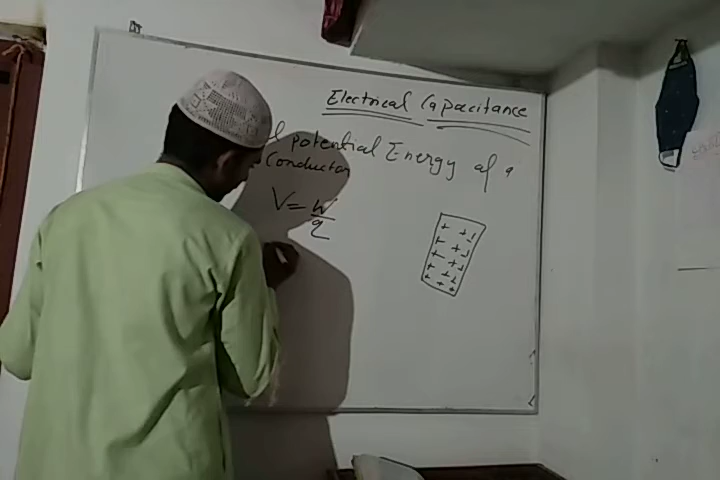 Electrical Capacitance
potential Energy of a
Conductor
V = W/q
+ +
+ + +
+ + +
+ + +
+ + +